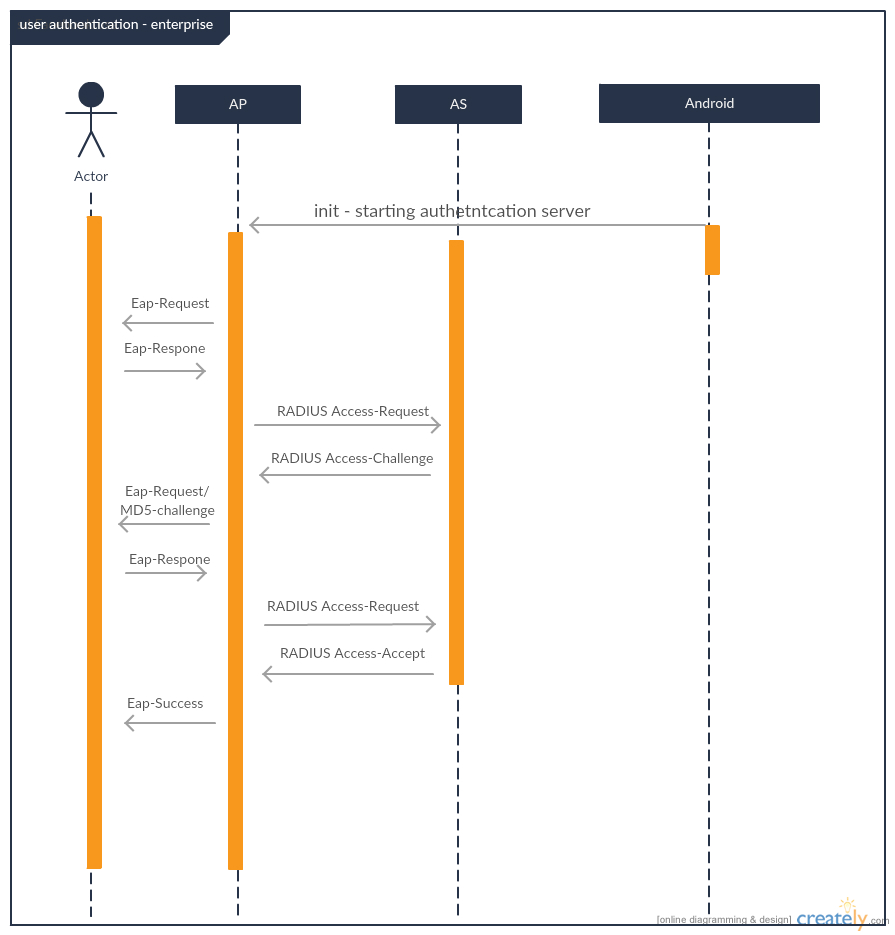 user authentication - enterprise
AP
AS
Android
Actor
init - starting authetntcation server
Eap-Request
Eap-Respone
RADIUS Access-Request
RADIUS Access-Challenge
Eap-Request/
MD5-challenge
Eap-Respone
RADIUS Access-Request
RADIUS Access-Accept
Eap-Success
[online diagramming & design] creately.com